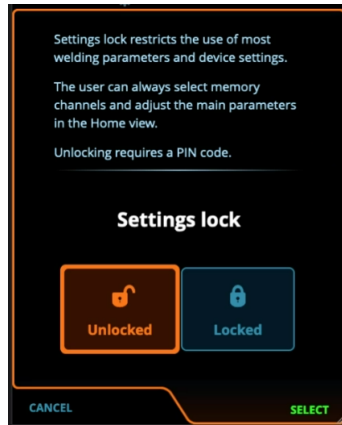 Settings lock restricts the use of most
welding parameters and device settings.
The user can always select memory
channels and adjust the main parameters
in the Home view.
Unlocking requires a PIN code.
Settings lock
Unlocked
Locked
CANCEL
SELECT